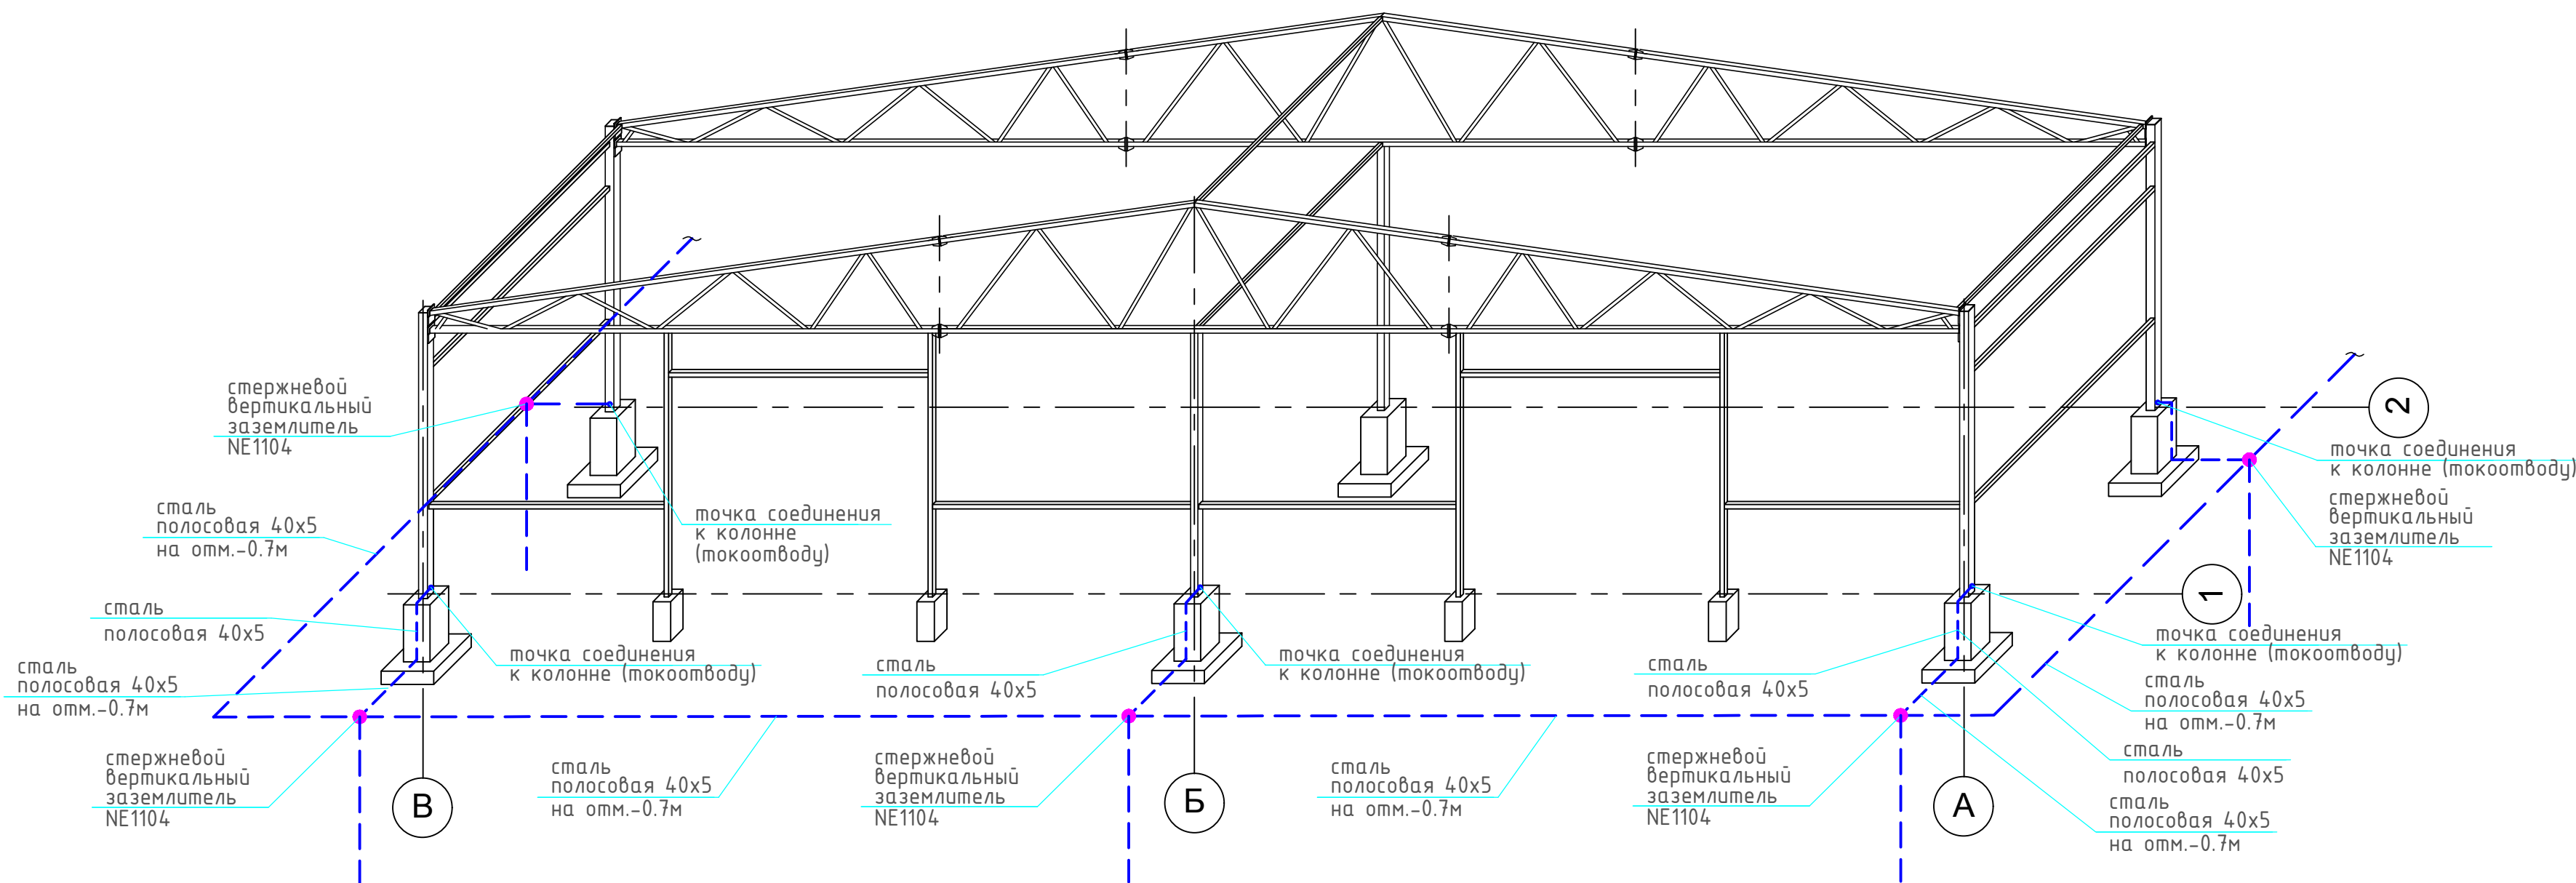 стержневой
вертикальный
заземлитель
NE1104
2
точка соединения
к колонне (токоотводу)
стержневой
вертикальный
заземлитель
NE1104
сталь
полосовая 40х5
на отм.-0.7м
точка соединения
к колонне
(токоотводу)
1
сталь
полосовая 40х5
точка соединения
к колонне (токоотводу)
сталь
полосовая 40х5
на отм.-0.7м
точка соединения
к колонне (токоотводу)
сталь
полосовая 40х5
точка соединения
к колонне (токоотводу)
сталь
полосовая 40х5
сталь
полосовая 40х5
на отм.-0.7м
стержневой
вертикальный
заземлитель
NE1104
В
сталь
полосовая 40х5
на отм.-0.7м
стержневой
вертикальный
заземлитель
NE1104
Б
сталь
полосовая 40х5
на отм.-0.7м
стержневой
вертикальный
заземлитель
NE1104
А
сталь
полосовая 40х5
сталь
полосовая 40х5
на отм.-0.7м